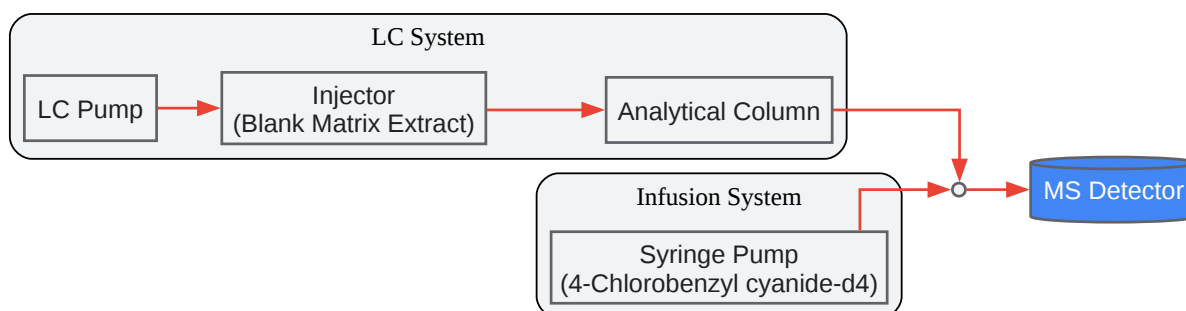 LC System
LC Pump
Injector
(Blank Matrix Extract)
Analytical Column
MS Detector
Infusion System
Syringe Pump
(4-Chlorobenzyl cyanide-d4)